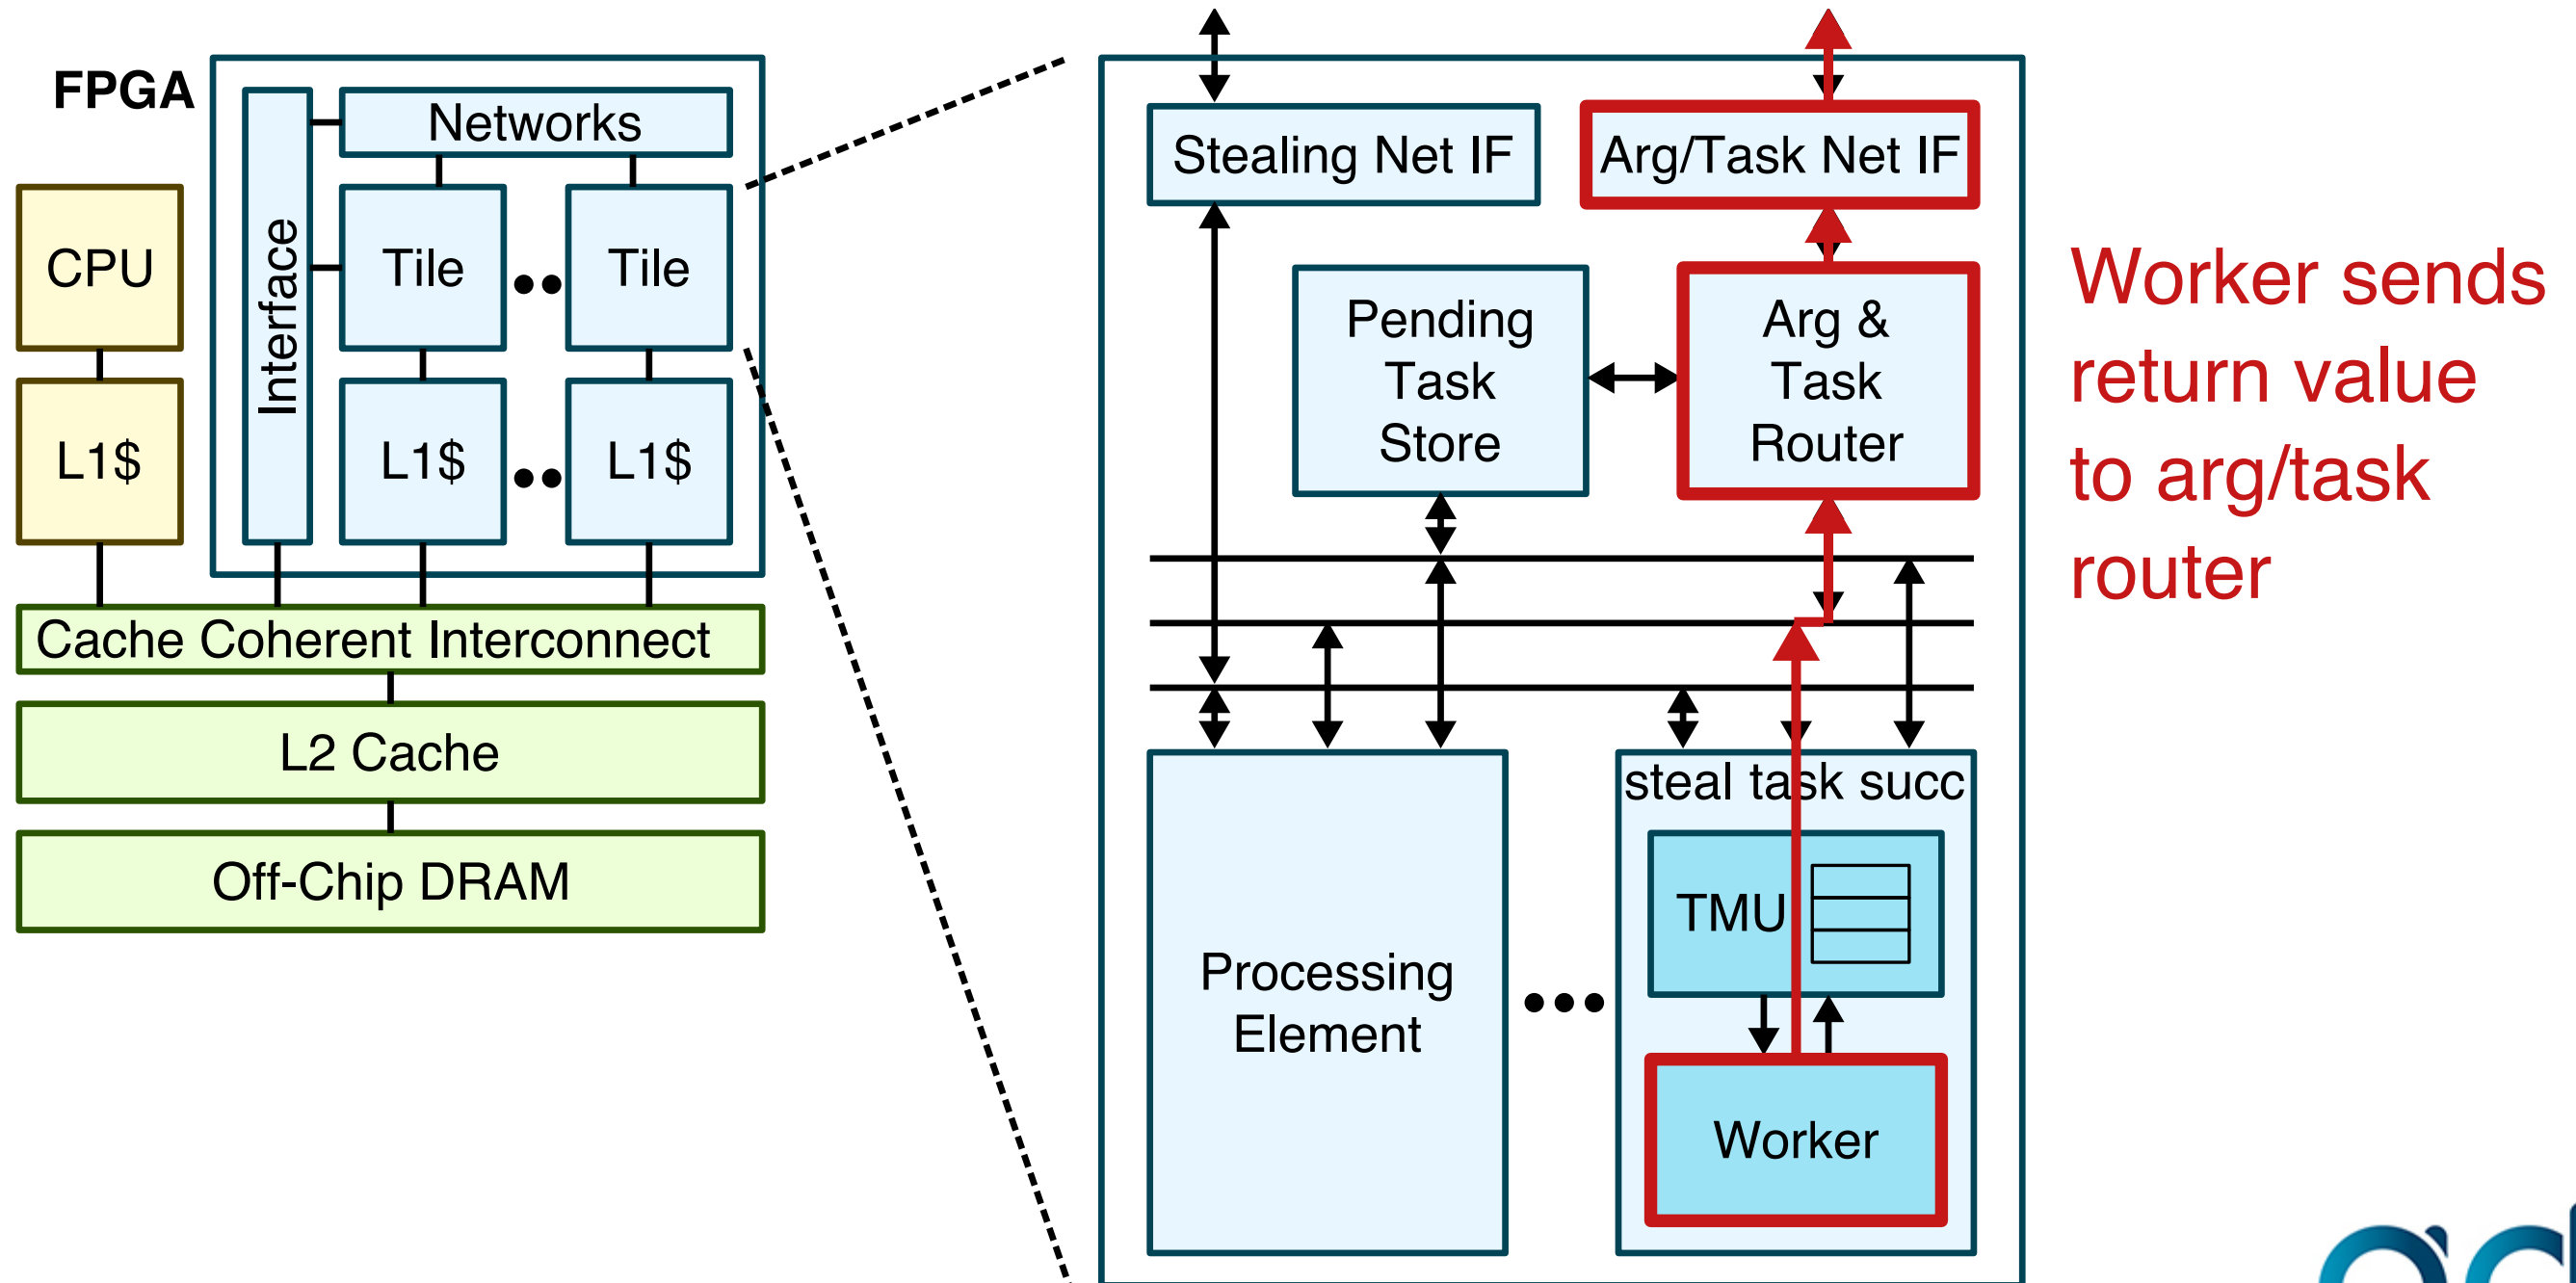 FPGA
Networks
Interface
CPU
Tile
Tile
L1$
L1$
L1$
Cache Coherent Interconnect
L2 Cache
Off-Chip DRAM
Stealing Net IF
Arg/Task Net IF
Pending
Task
Store
Arg &
Task
Router
Processing
Element
steal task succ
TMU
Worker
Worker sends
return value
to arg/task
router